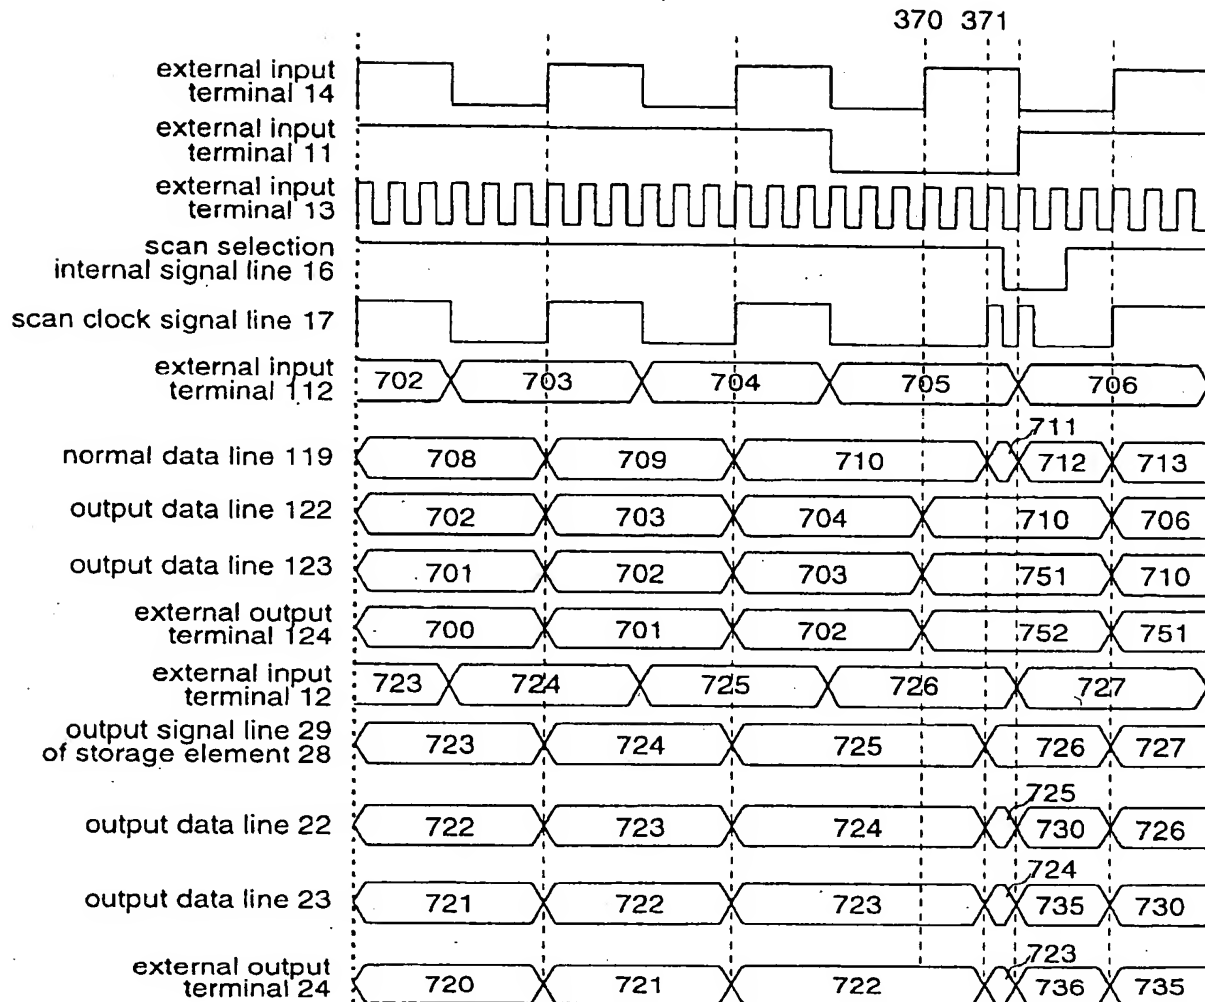 370 371
external input
terminal 14
external input
terminal 11
external input
terminal 13
scan selection
internal signal line 16
scan clock signal line 17
external input
terminal 112
702 703 704 705 706
711
normal data line 119 708 709 710 712 713
output data line 122 702 703 704 710 706
output data line 123 701 702 703 751 710
external output
terminal 124
700 701 702 752 751
external input
terminal 12
723 724 725 726 727
output signal line 29
of storage element 28
723 724 725 726 727
725
output data line 22 722 723 724 730 726
724
output data line 23 721 722 723 735 730
723
external output
terminal 24
720 721 722 736 735